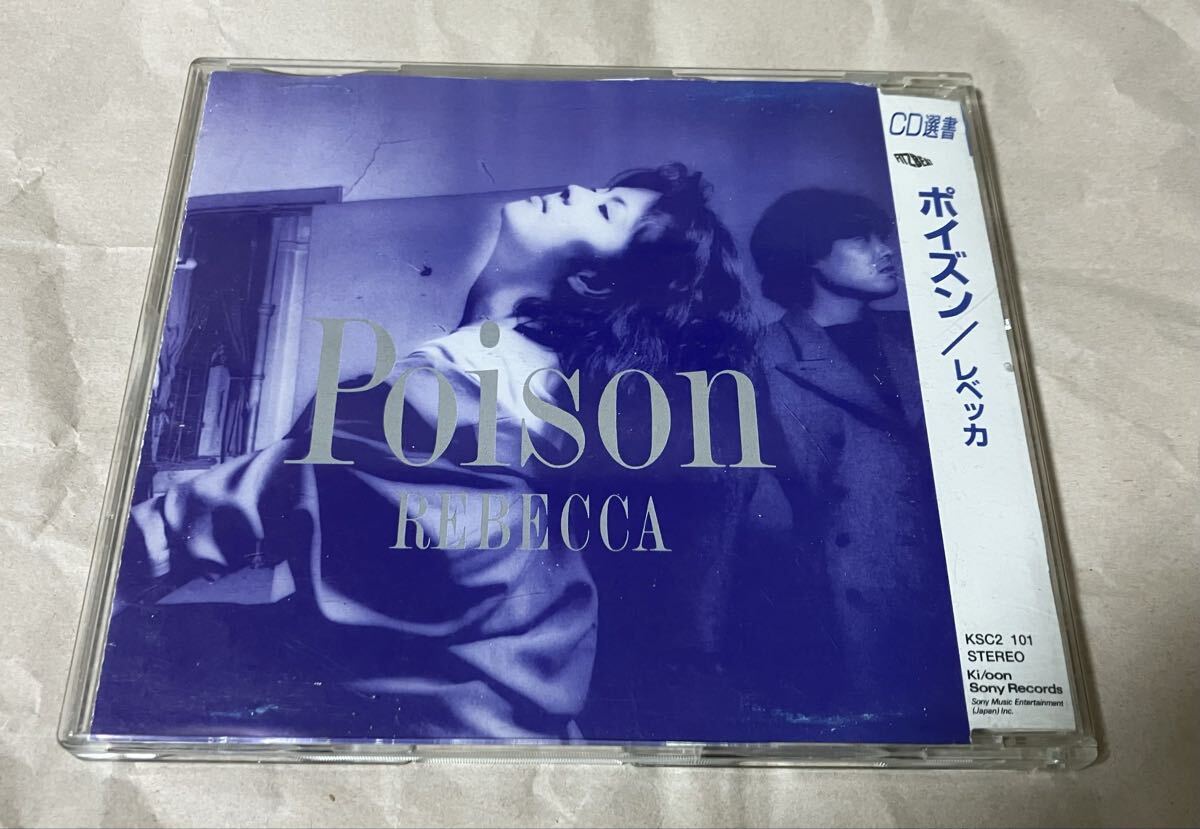 Poison
REBECCA
CD選書
FITZBEAT
ポイズン/レベッカ
KSC2 101
STEREO
Ki/oon
Sony Records
Sony Music Entertainment
(Japan) Inc.